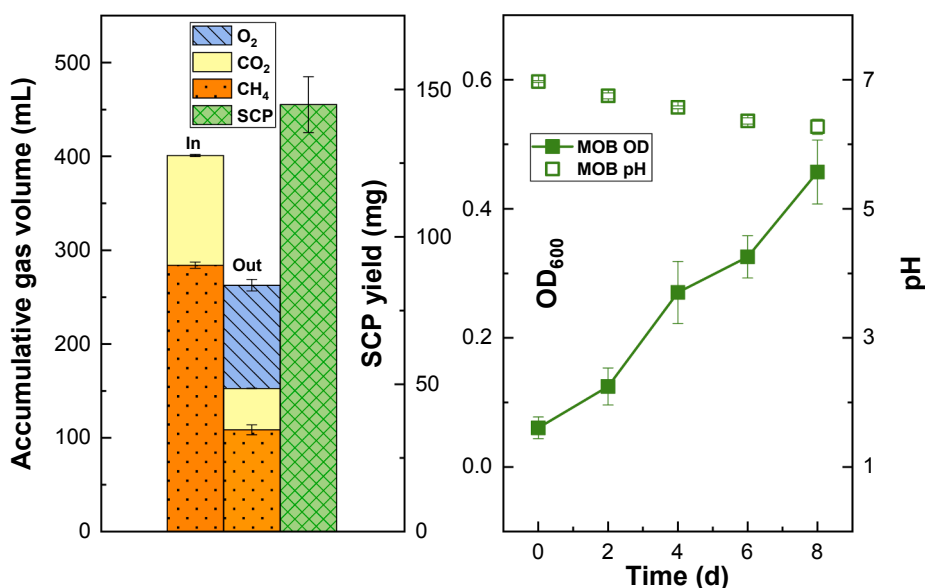 Accumulative gas volume (mL)
500
400
300
200
100
0
O₂
CO₂
CH₄
SCP
In
Out
150
100
50
0
SCP yield (mg)
OD₆₀₀
0.6
0.4
0.2
0.0
MOB OD
MOB pH
7
5
3
1
pH
0 2 4 6 8
Time (d)